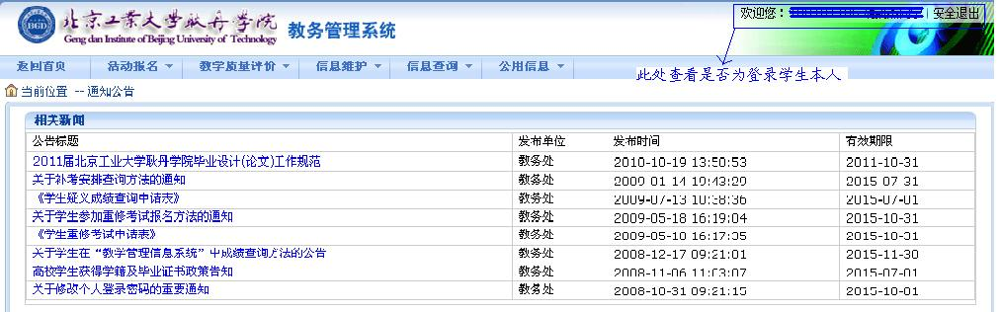 BGD
北京工业大学耿丹学院
Geng dan Institute of Beijing University of Technology
教务管理系统
欢迎您：
| 安全退出
此处查看是否为登录学生本人
返回首页 活动报名 教学质量评价 信息维护 信息查询 公用信息
当前位置 -- 通知公告
相关新闻
公告标题 发布单位 发布时间 有效期限
2011届北京工业大学耿丹学院毕业设计(论文)工作规范 教务处 2010-10-19 13:50:53 2011-10-31
关于补考安排查询方法的通知 教务处 2009-01-14 10:43:29 2015-07-31
《学生疑义成绩查询申请表》 教务处 2009-07-13 10:38:36 2015-07-01
关于学生参加重修考试报名方法的通知 教务处 2009-05-18 16:19:04 2015-10-31
《学生重修考试申请表》 教务处 2009-05-10 16:17:35 2015-10-31
关于学生在“教学管理信息系统”中成绩查询方法的公告 教务处 2008-12-17 09:21:01 2015-11-30
高校学生获得学籍及毕业证书政策告知 教务处 2008-11-06 11:03:07 2015-07-01
关于修改个人登录密码的重要通知 教务处 2008-10-31 09:21:15 2015-10-01